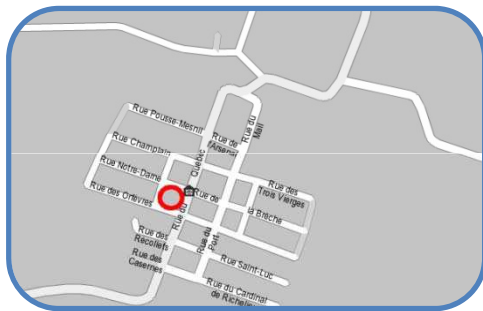 Rue Pousse-Mesnil
Rue du
Mail
Rue de
l'Arsenal
Rue Champlain
Québec
Rue Notre-Dame
Rue des
Trois Vierges
Rue des Orfèvres
Rue de
la Brèche
Rue du
Rue des
Récollets
Rue du
Port
Rue des
Casernes
Rue Saint-Luc
Rue du Cardinal
de Richelieu